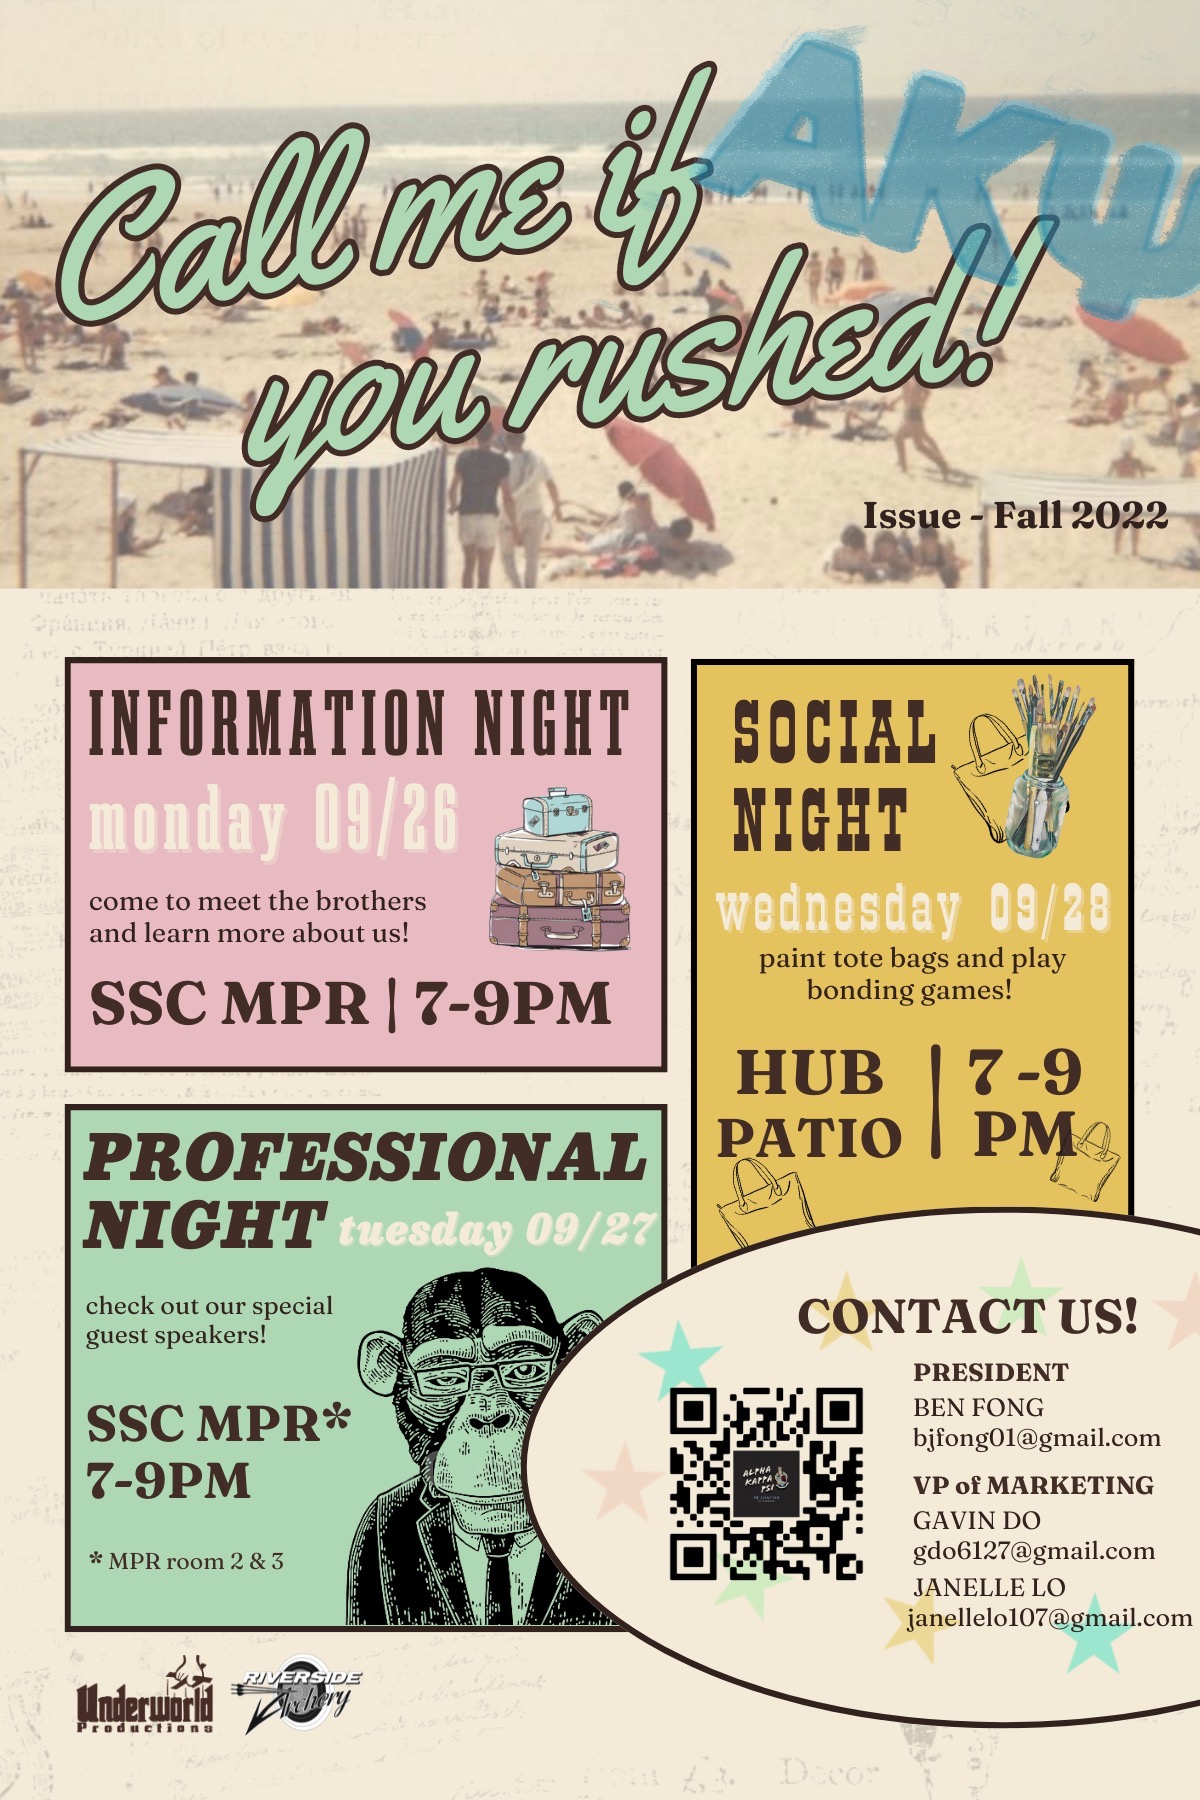 Call me if
AKΨ
you rushed!
Issue - Fall 2022
INFORMATION NIGHT
monday 09/26
come to meet the brothers
and learn more about us!
SSC MPR | 7-9PM
SOCIAL
NIGHT
wednesday 09/28
paint tote bags and play
bonding games!
HUB
PATIO | 7 -9
PM
PROFESSIONAL
NIGHT tuesday 09/27
check out our special
guest speakers!
SSC MPR*
7-9PM
* MPR room 2 & 3
CONTACT US!
PRESIDENT
BEN FONG
bjfong01@gmail.com
VP of MARKETING
GAVIN DO
gdo6127@gmail.com
JANELLE LO
janellelo107@gmail.com
ALPHA
KAPPA
PSI
Underworld
Productions
RIVERSIDE
Archery